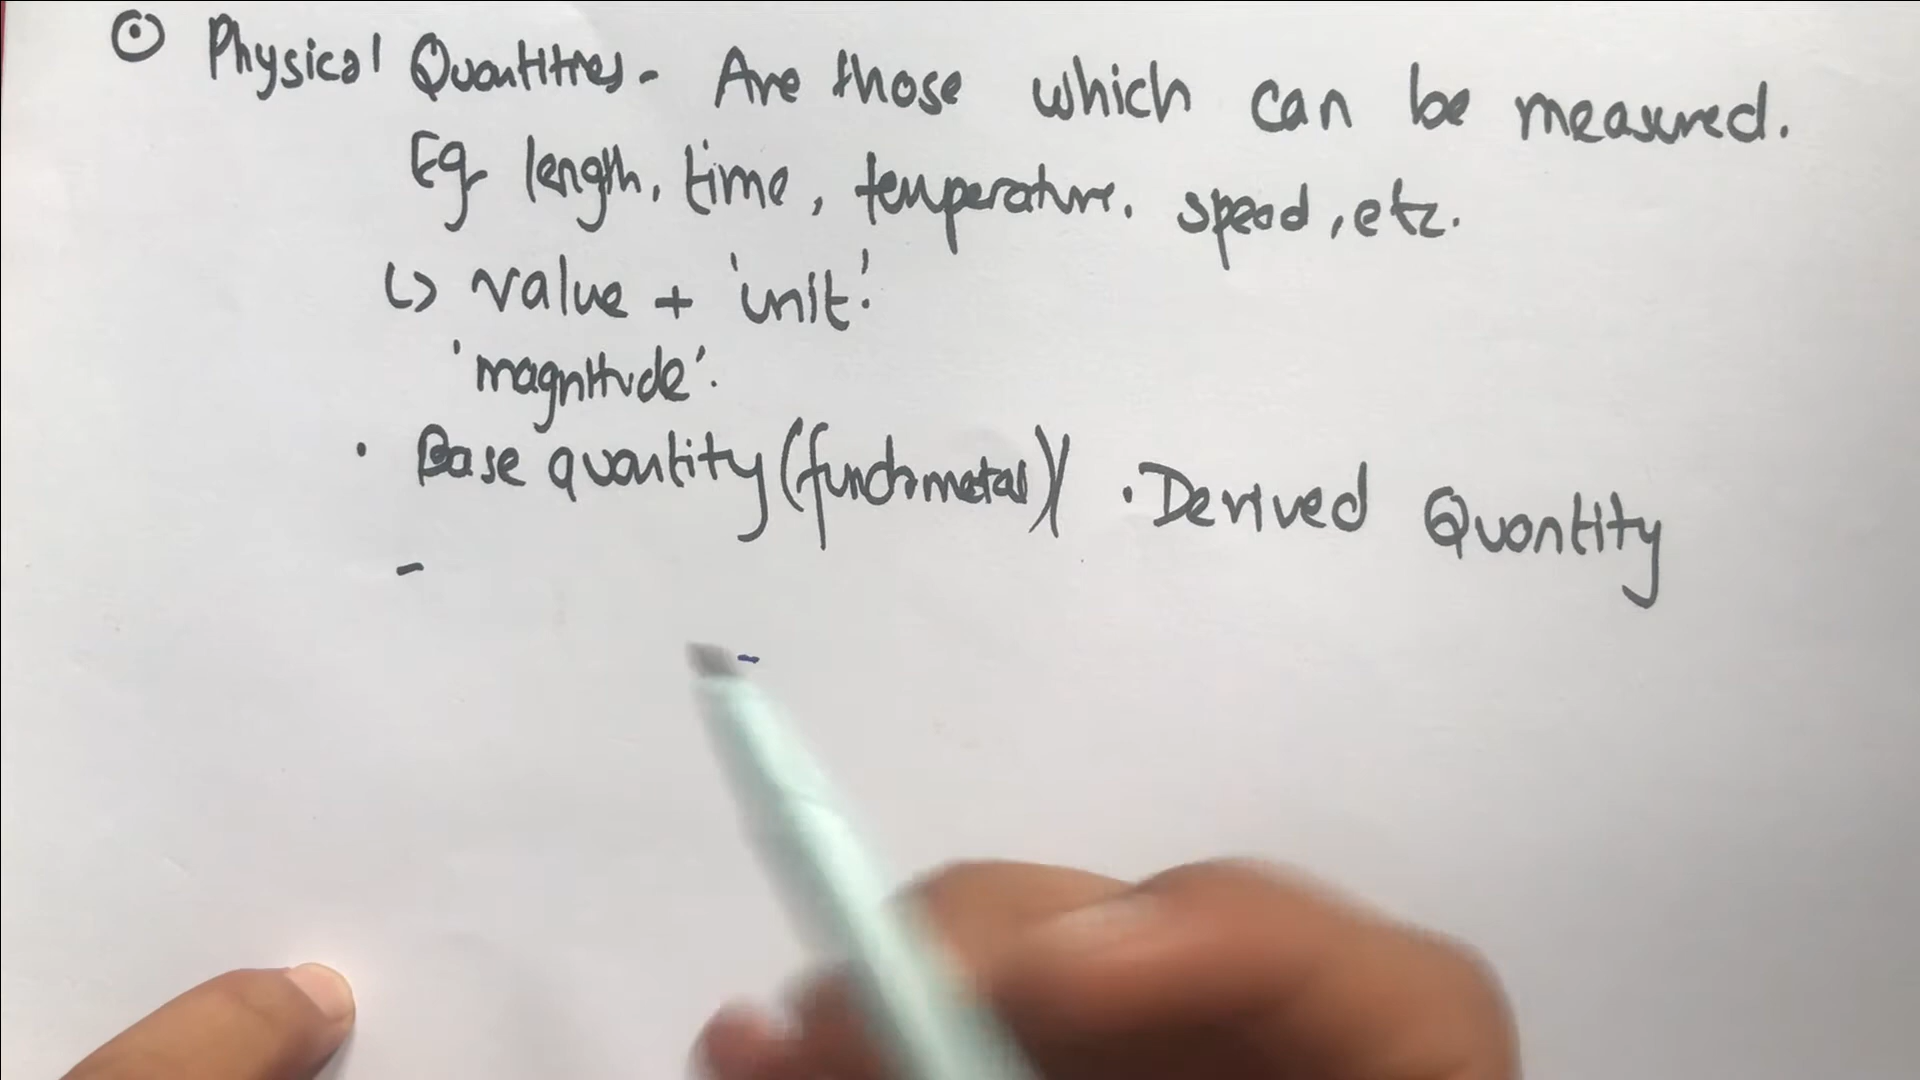 ⊙ Physical Quantities - Are those which can be measured.
Eg length, time, temperature, speed, etc.
↳ value + 'unit'.
'magnitude'.
• Base quantity (fundametal) • Derived Quantity
-